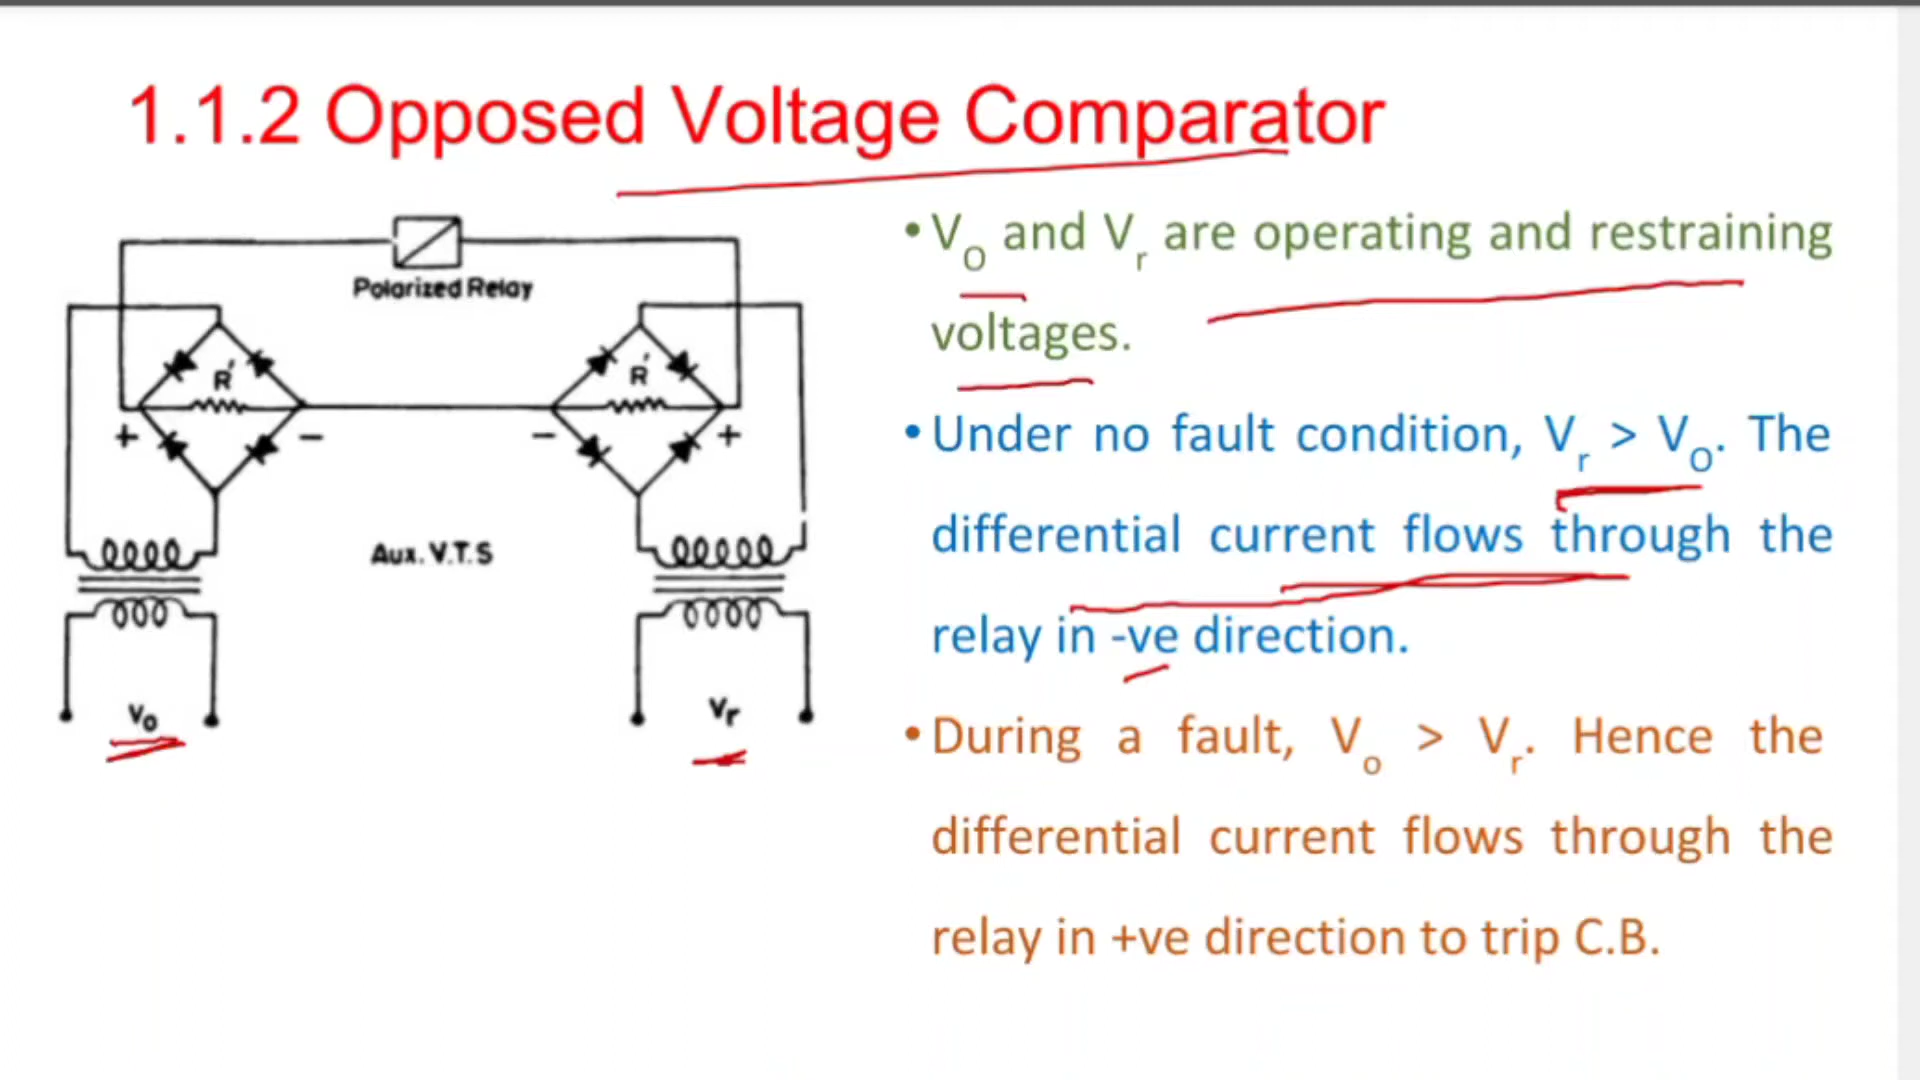 1.1.2 Opposed Voltage Comparator
Polarized Relay
R'
R'
+
−
−
+
Aux. V.T.S
Vo
Vr
•VO and Vr are operating and restraining
voltages.
•Under no fault condition, Vr > VO. The
differential current flows through the
relay in -ve direction.
•During a fault, Vo > Vr. Hence the
differential current flows through the
relay in +ve direction to trip C.B.